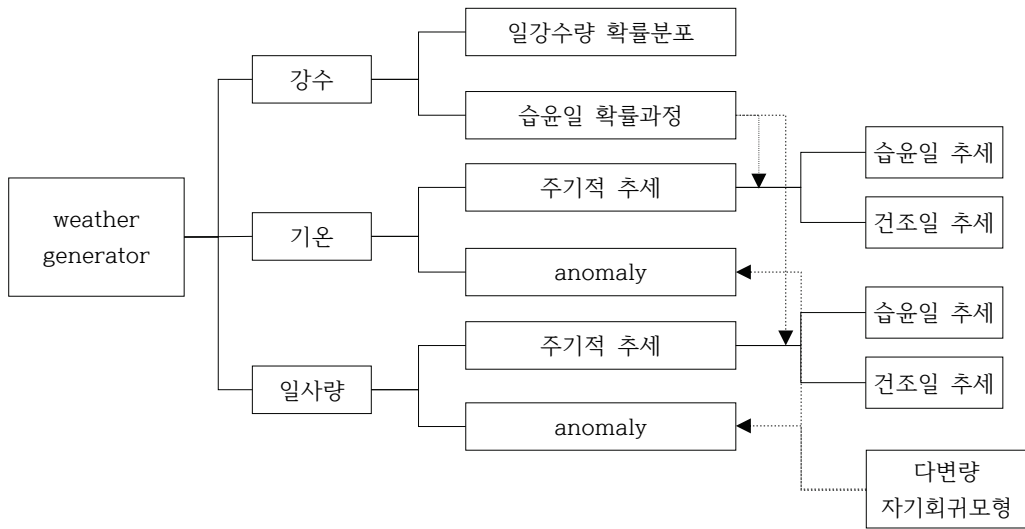 weather
generator
강수
기온
일사량
일강수량 확률분포
습윤일 확률과정
주기적 추세
anomaly
주기적 추세
anomaly
습윤일 추세
건조일 추세
습윤일 추세
건조일 추세
다변량
자기회귀모형